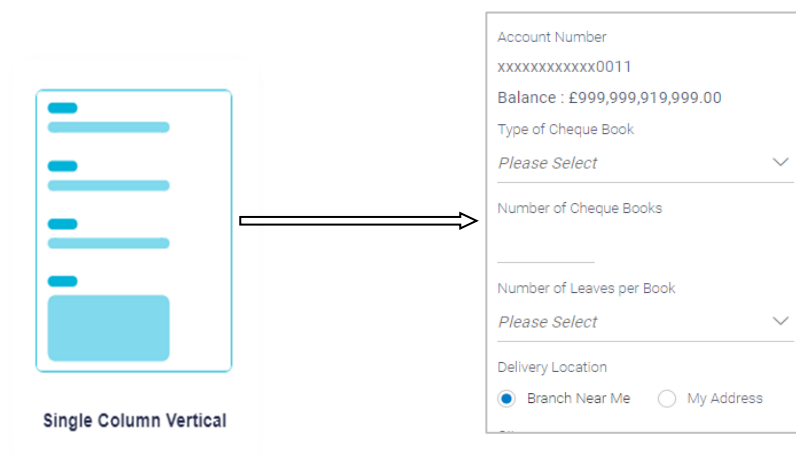 Single Column Vertical
Account Number
xxxxxxxxxxxx0011
Balance : £999,999,919,999.00
Type of Cheque Book
Please Select
Number of Cheque Books
Number of Leaves per Book
Please Select
Delivery Location
Branch Near Me My Address